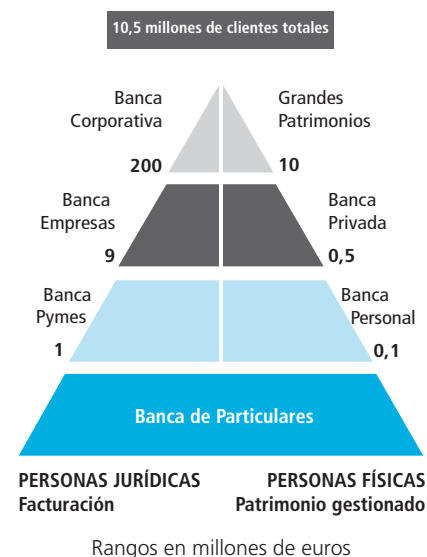 10,5 millones de clientes totales
Banca
Corporativa
Grandes
Patrimonios
200
10
Banca
Empresas
Banca
Privada
9
0,5
Banca
Pymes
Banca
Personal
1
0,1
Banca de Particulares
PERSONAS JURÍDICAS
Facturación
PERSONAS FÍSICAS
Patrimonio gestionado
Rangos en millones de euros